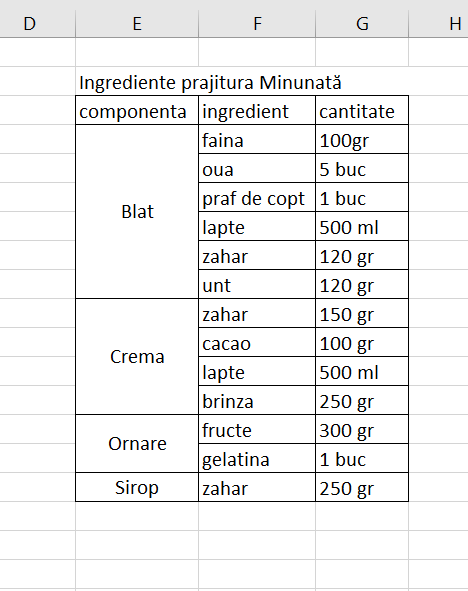 D E F G H
Ingrediente prajitura Minunată
componenta ingredient cantitate
Blat faina 100gr
oua 5 buc
praf de copt 1 buc
lapte 500 ml
zahar 120 gr
unt 120 gr
Crema zahar 150 gr
cacao 100 gr
lapte 500 ml
brinza 250 gr
Ornare fructe 300 gr
gelatina 1 buc
Sirop zahar 250 gr